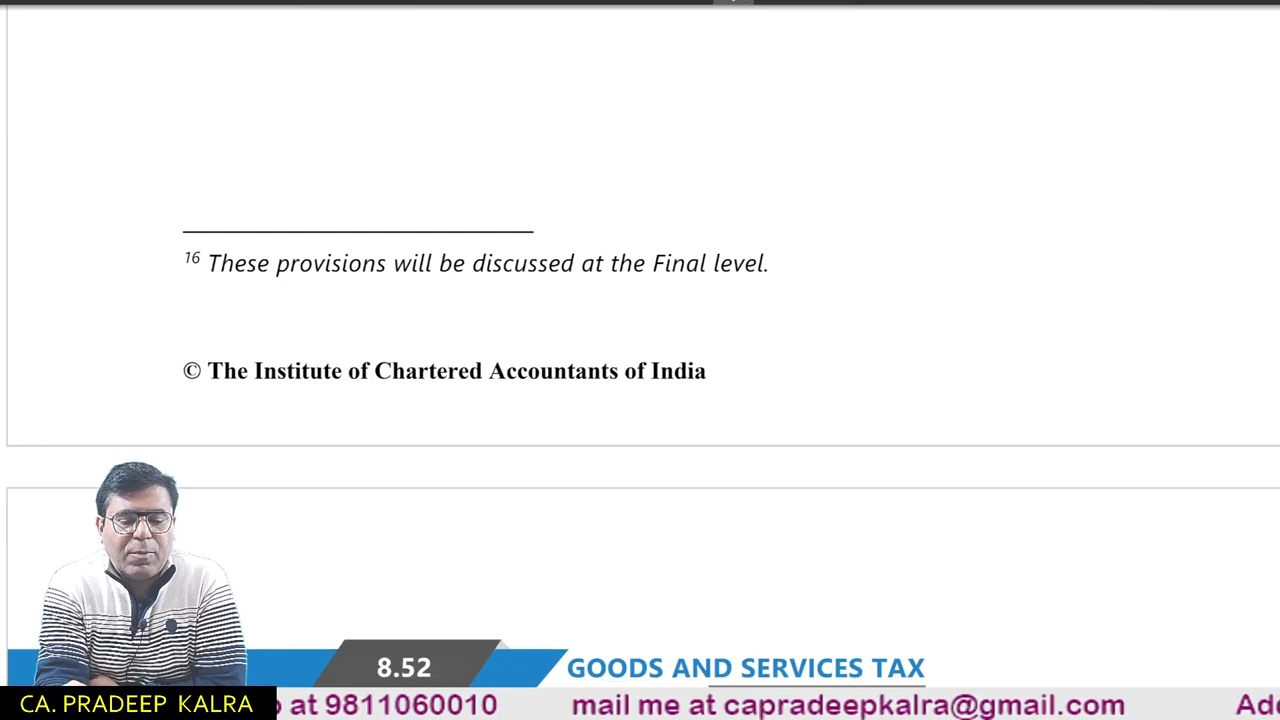 16 These provisions will be discussed at the Final level.
© The Institute of Chartered Accountants of India
8.52 GOODS AND SERVICES TAX
CA. PRADEEP KALRA at 9811060010 mail me at capradeepkalra@gmail.com